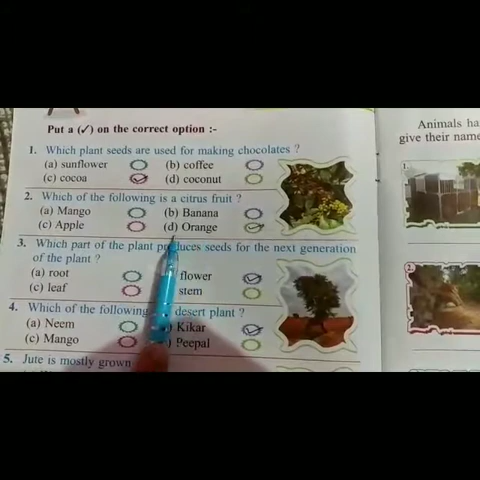 Put a (✓) on the correct option :-
1. Which plant seeds are used for making chocolates ?
(a) sunflower (b) coffee
(c) cocoa (d) coconut
2. Which of the following is a citrus fruit ?
(a) Mango (b) Banana
(c) Apple (d) Orange
3. Which part of the plant produces seeds for the next generation
of the plant ?
(a) root flower
(c) leaf stem
4. Which of the following desert plant ?
(a) Neem Kikar
(c) Mango Peepal
5. Jute is mostly grown
Animals ha
give their name
1.
2.